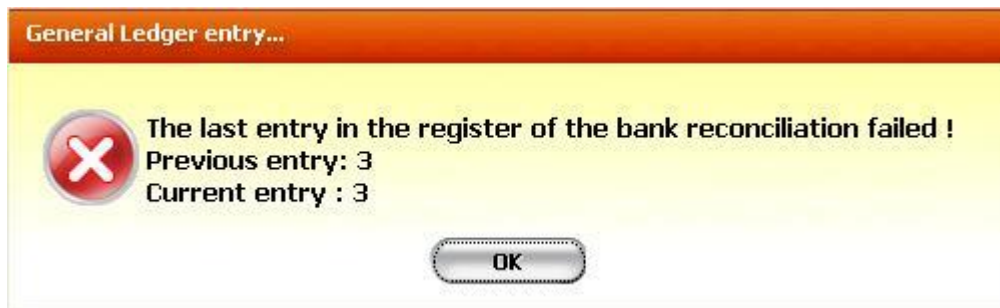 General Ledger entry...
The last entry in the register of the bank reconciliation failed !
Previous entry: 3
Current entry : 3
OK